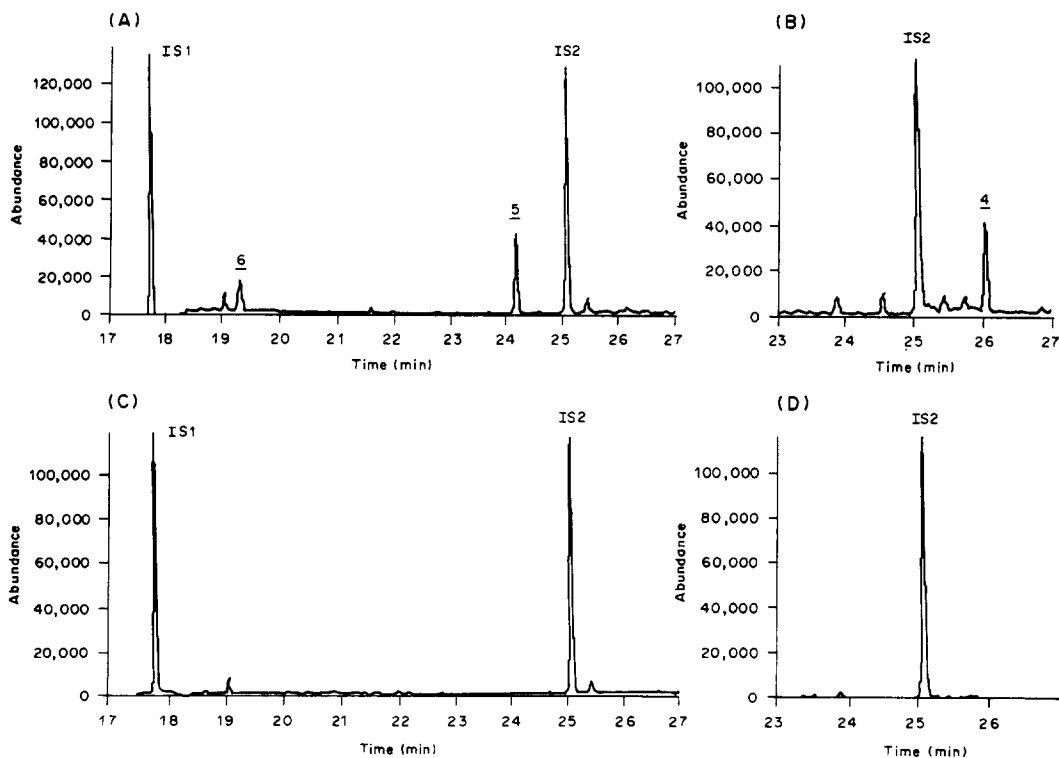 (A)
IS1
IS2
120,000
100,000
80,000
60,000
40,000
20,000
0
Abundance
6
5
17 18 19 20 21 22 23 24 25 26 27
Time (min)
(B)
IS2
100,000
80,000
60,000
40,000
20,000
0
Abundance
4
23 24 25 26 27
Time (min)
(C)
IS1
IS2
100,000
80,000
60,000
40,000
20,000
0
Abundance
17 18 19 20 21 22 23 24 25 26 27
Time (min)
(D)
IS2
100,000
80,000
60,000
40,000
20,000
0
Abundance
23 24 25 26
Time (min)